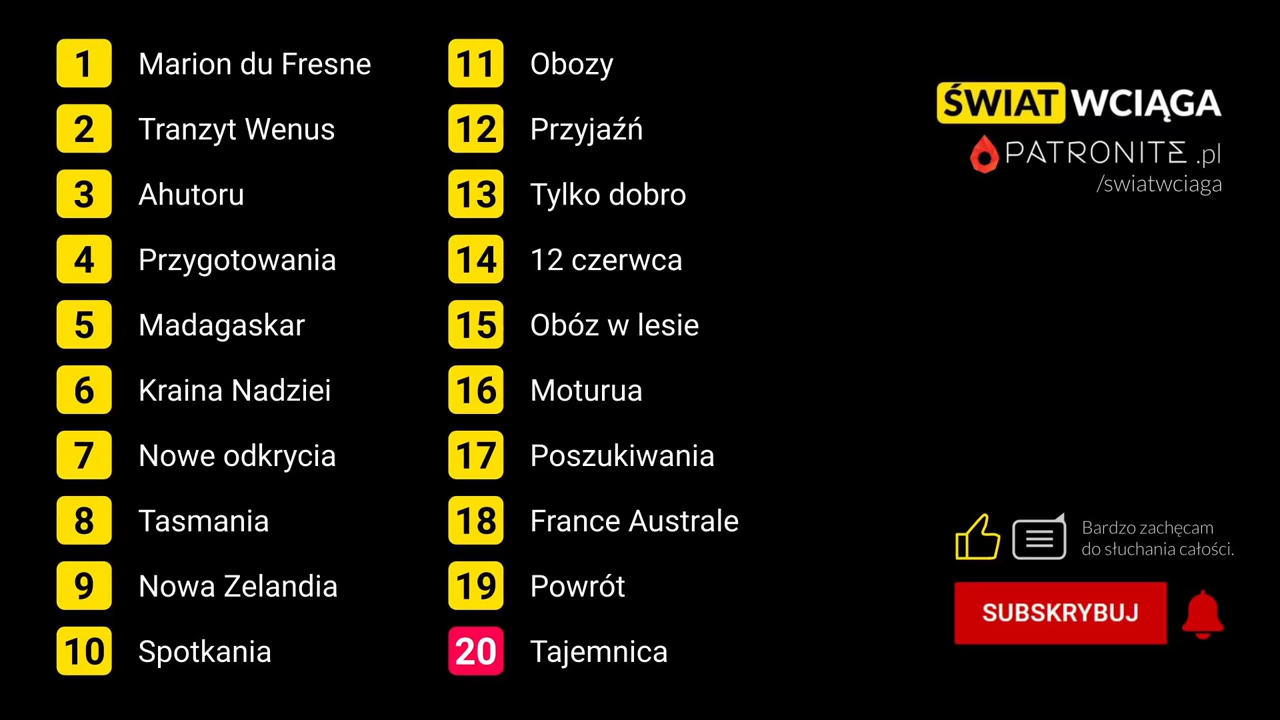 1 Marion du Fresne
2 Tranzyt Wenus
3 Ahutoru
4 Przygotowania
5 Madagaskar
6 Kraina Nadziei
7 Nowe odkrycia
8 Tasmania
9 Nowa Zelandia
10 Spotkania
11 Obozy
12 Przyjaźń
13 Tylko dobro
14 12 czerwca
15 Obóz w lesie
16 Moturua
17 Poszukiwania
18 France Australe
19 Powrót
20 Tajemnica
ŚWIAT WCIĄGA
PATRONITE .pl
/swiatwciaga
Bardzo zachęcam
do słuchania całości.
SUBSKRYBUJ